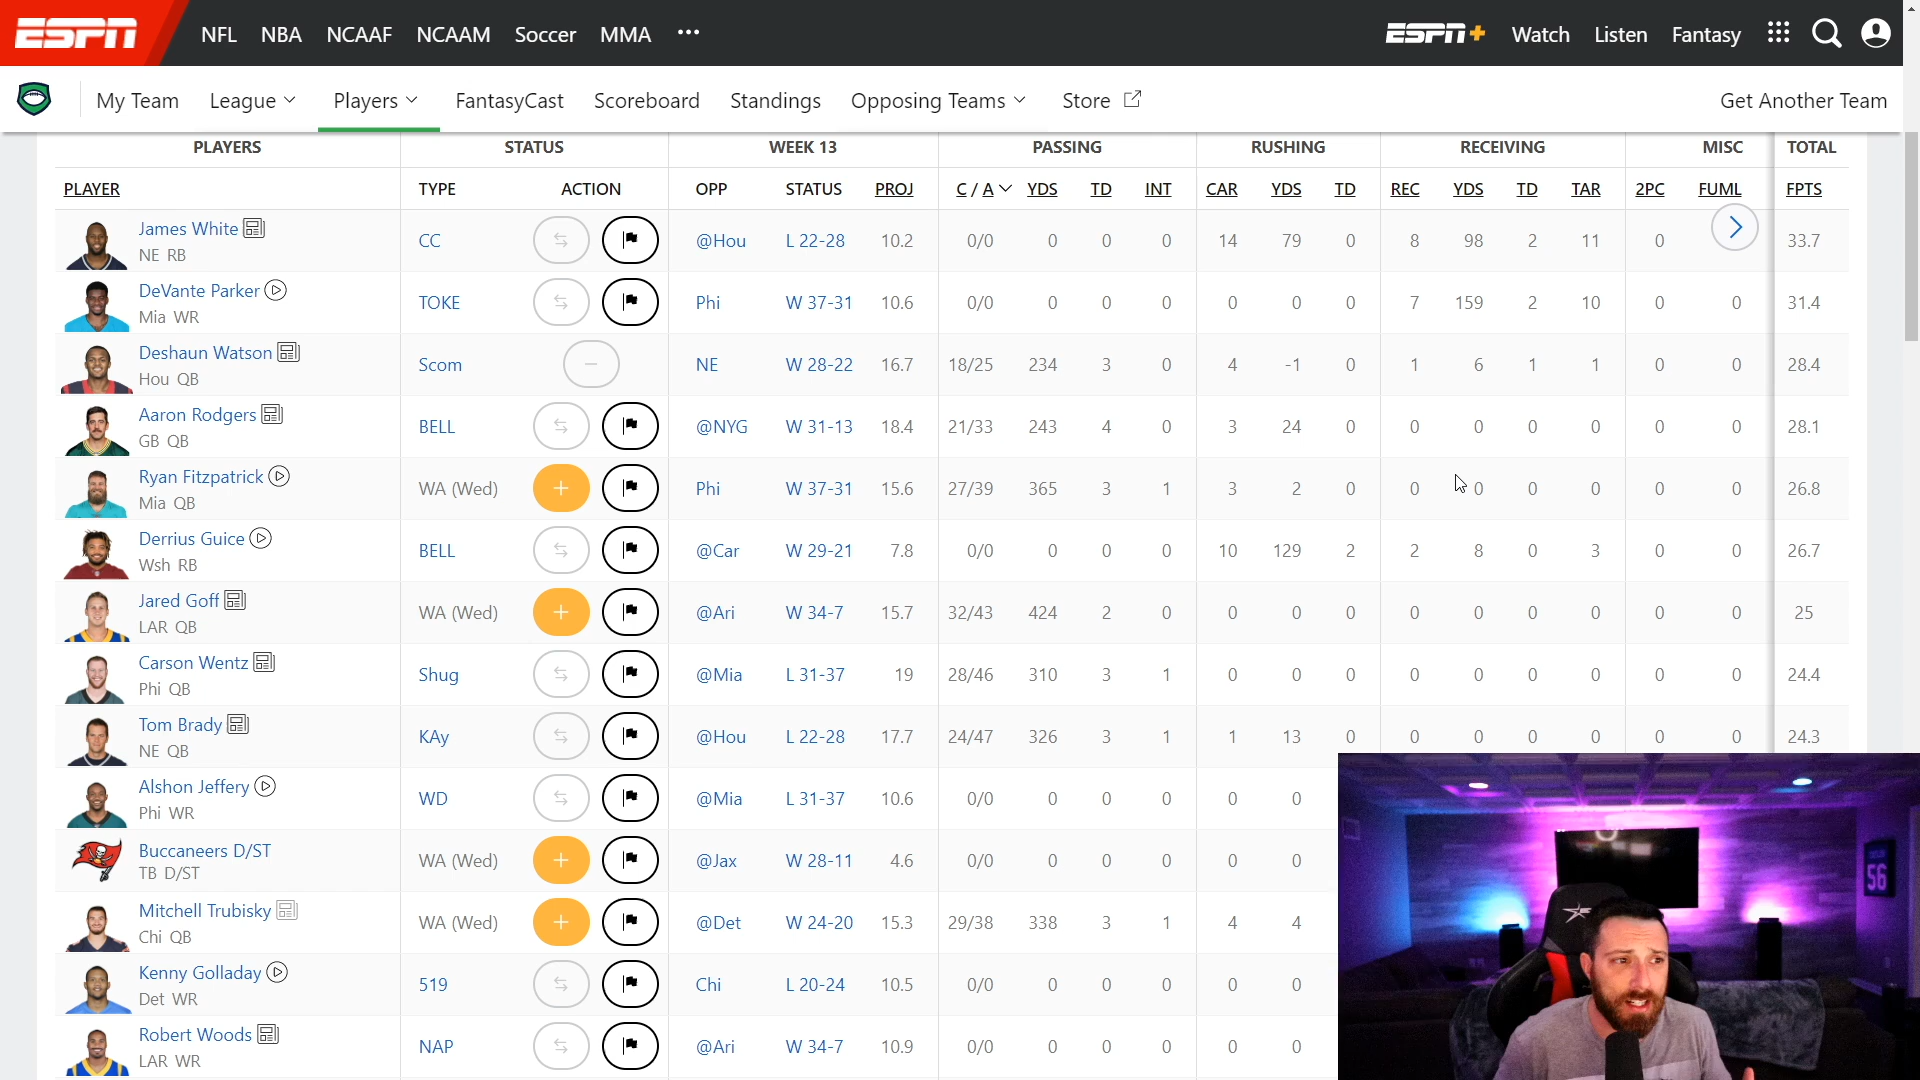 ESPN NFL NBA NCAAF NCAAM Soccer MMA ESPN+ Watch Listen Fantasy
My Team League Players FantasyCast Scoreboard Standings Opposing Teams Store Get Another Team
PLAYERS STATUS WEEK 13 PASSING RUSHING RECEIVING MISC TOTAL
PLAYER TYPE ACTION OPP STATUS PROJ C / A YDS TD INT CAR YDS TD REC YDS TD TAR 2PC FUML FPTS
James White
NE RB
CC @Hou L 22-28 10.2 0/0 0 0 0 14 79 0 8 98 2 11 0 33.7
DeVante Parker
Mia WR
TOKE Phi W 37-31 10.6 0/0 0 0 0 0 0 0 7 159 2 10 0 0 31.4
Deshaun Watson
Hou QB
Scom NE W 28-22 16.7 18/25 234 3 0 4 -1 0 1 6 1 1 0 0 28.4
Aaron Rodgers
GB QB
BELL @NYG W 31-13 18.4 21/33 243 4 0 3 24 0 0 0 0 0 0 0 28.1
Ryan Fitzpatrick
Mia QB
WA (Wed) Phi W 37-31 15.6 27/39 365 3 1 3 2 0 0 0 0 0 0 0 26.8
Derrius Guice
Wsh RB
BELL @Car W 29-21 7.8 0/0 0 0 0 10 129 2 2 8 0 3 0 0 26.7
Jared Goff
LAR QB
WA (Wed) @Ari W 34-7 15.7 32/43 424 2 0 0 0 0 0 0 0 0 0 0 25
Carson Wentz
Phi QB
Shug @Mia L 31-37 19 28/46 310 3 1 0 0 0 0 0 0 0 0 0 24.4
Tom Brady
NE QB
KAy @Hou L 22-28 17.7 24/47 326 3 1 1 13 0 0 0 0 0 0 0 24.3
Alshon Jeffery
Phi WR
WD @Mia L 31-37 10.6 0/0 0 0 0 0 0
Buccaneers D/ST
TB D/ST
WA (Wed) @Jax W 28-11 4.6 0/0 0 0 0 0 0
Mitchell Trubisky
Chi QB
WA (Wed) @Det W 24-20 15.3 29/38 338 3 1 4 4
Kenny Golladay
Det WR
519 Chi L 20-24 10.5 0/0 0 0 0 0 0
Robert Woods
LAR WR
NAP @Ari W 34-7 10.9 0/0 0 0 0 0 0
56